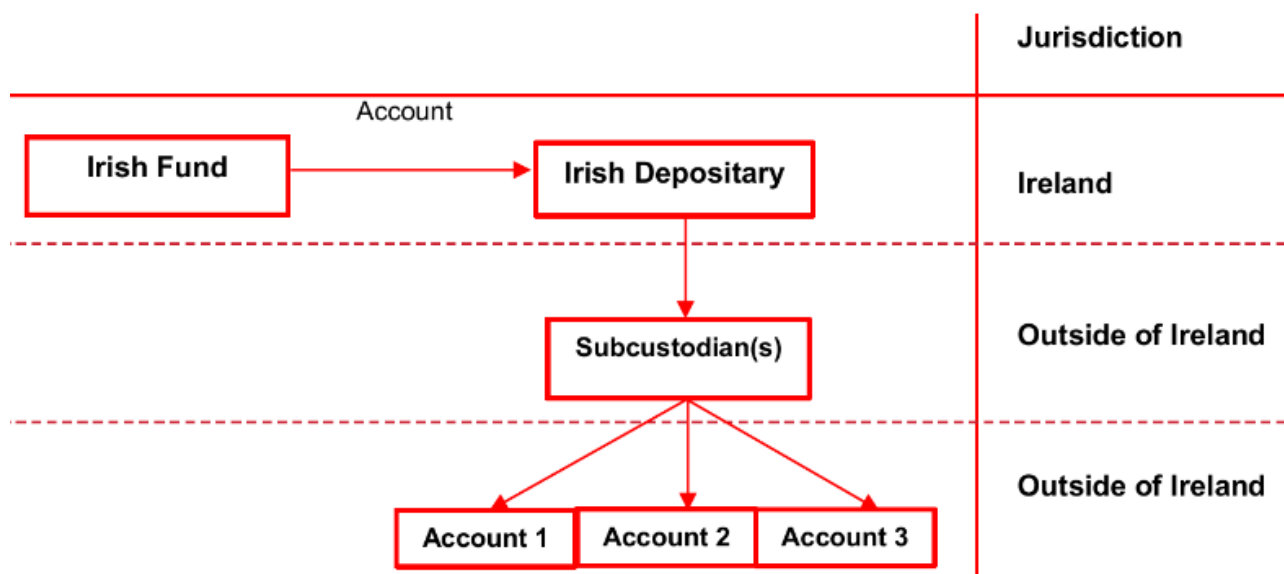 Jurisdiction
Account
Irish Fund
Irish Depositary
Ireland
Subcustodian(s)
Outside of Ireland
Outside of Ireland
Account 1
Account 2
Account 3